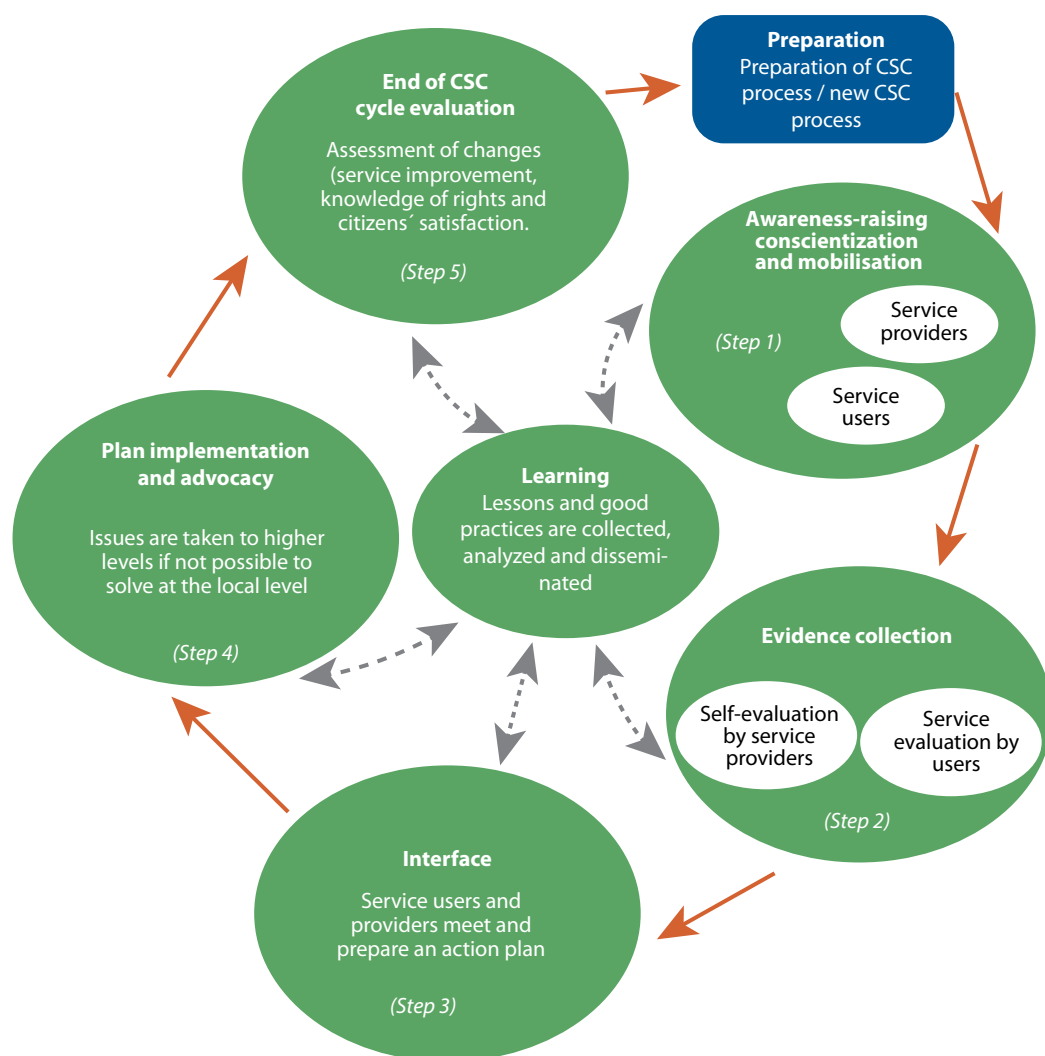 Preparation
Preparation of CSC
process / new CSC
process
Awareness-raising
conscientization
and mobilisation
Service
providers
(Step 1)
Service
users
Evidence collection
Self-evaluation
by service
providers
Service
evaluation by
users
(Step 2)
Interface
Service users and
providers meet and
prepare an action plan
(Step 3)
Plan implementation
and advocacy
Issues are taken to higher
levels if not possible to
solve at the local level
(Step 4)
End of CSC
cycle evaluation
Assessment of changes
(service improvement,
knowledge of rights and
citizens´ satisfaction.
(Step 5)
Learning
Lessons and good
practices are collected,
analyzed and dissemi-
nated